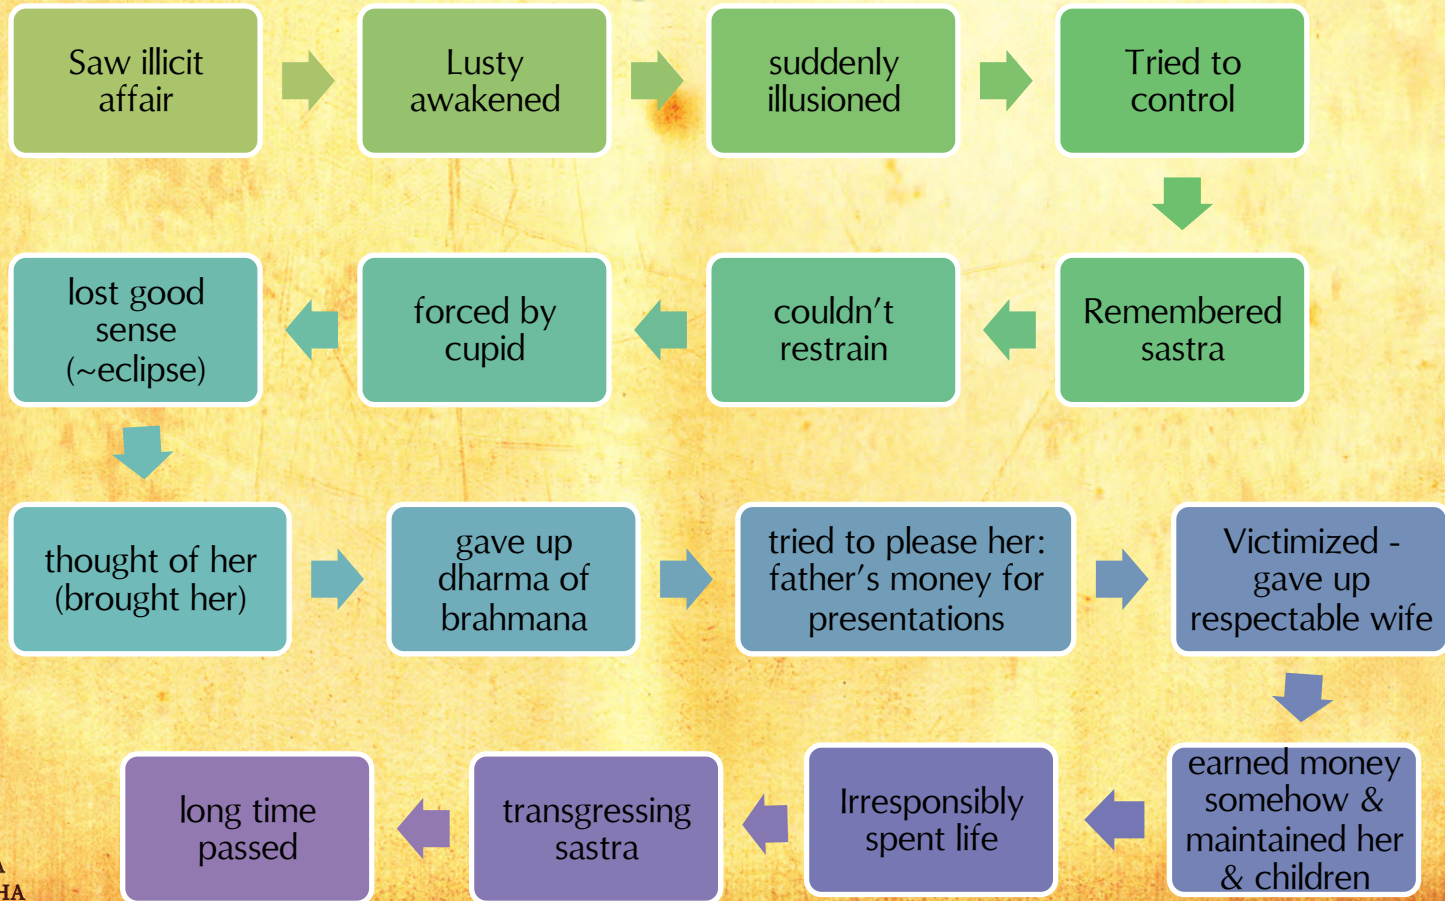 Saw illicit
affair
Lusty
awakened
suddenly
illusioned
Tried to
control
Remembered
sastra
couldn’t
restrain
forced by
cupid
lost good
sense
(~eclipse)
thought of her
(brought her)
gave up
dharma of
brahmana
tried to please her:
father’s money for
presentations
Victimized -
gave up
respectable wife
earned money
somehow &
maintained her
& children
Irresponsibly
spent life
transgressing
sastra
long time
passed
A
HA